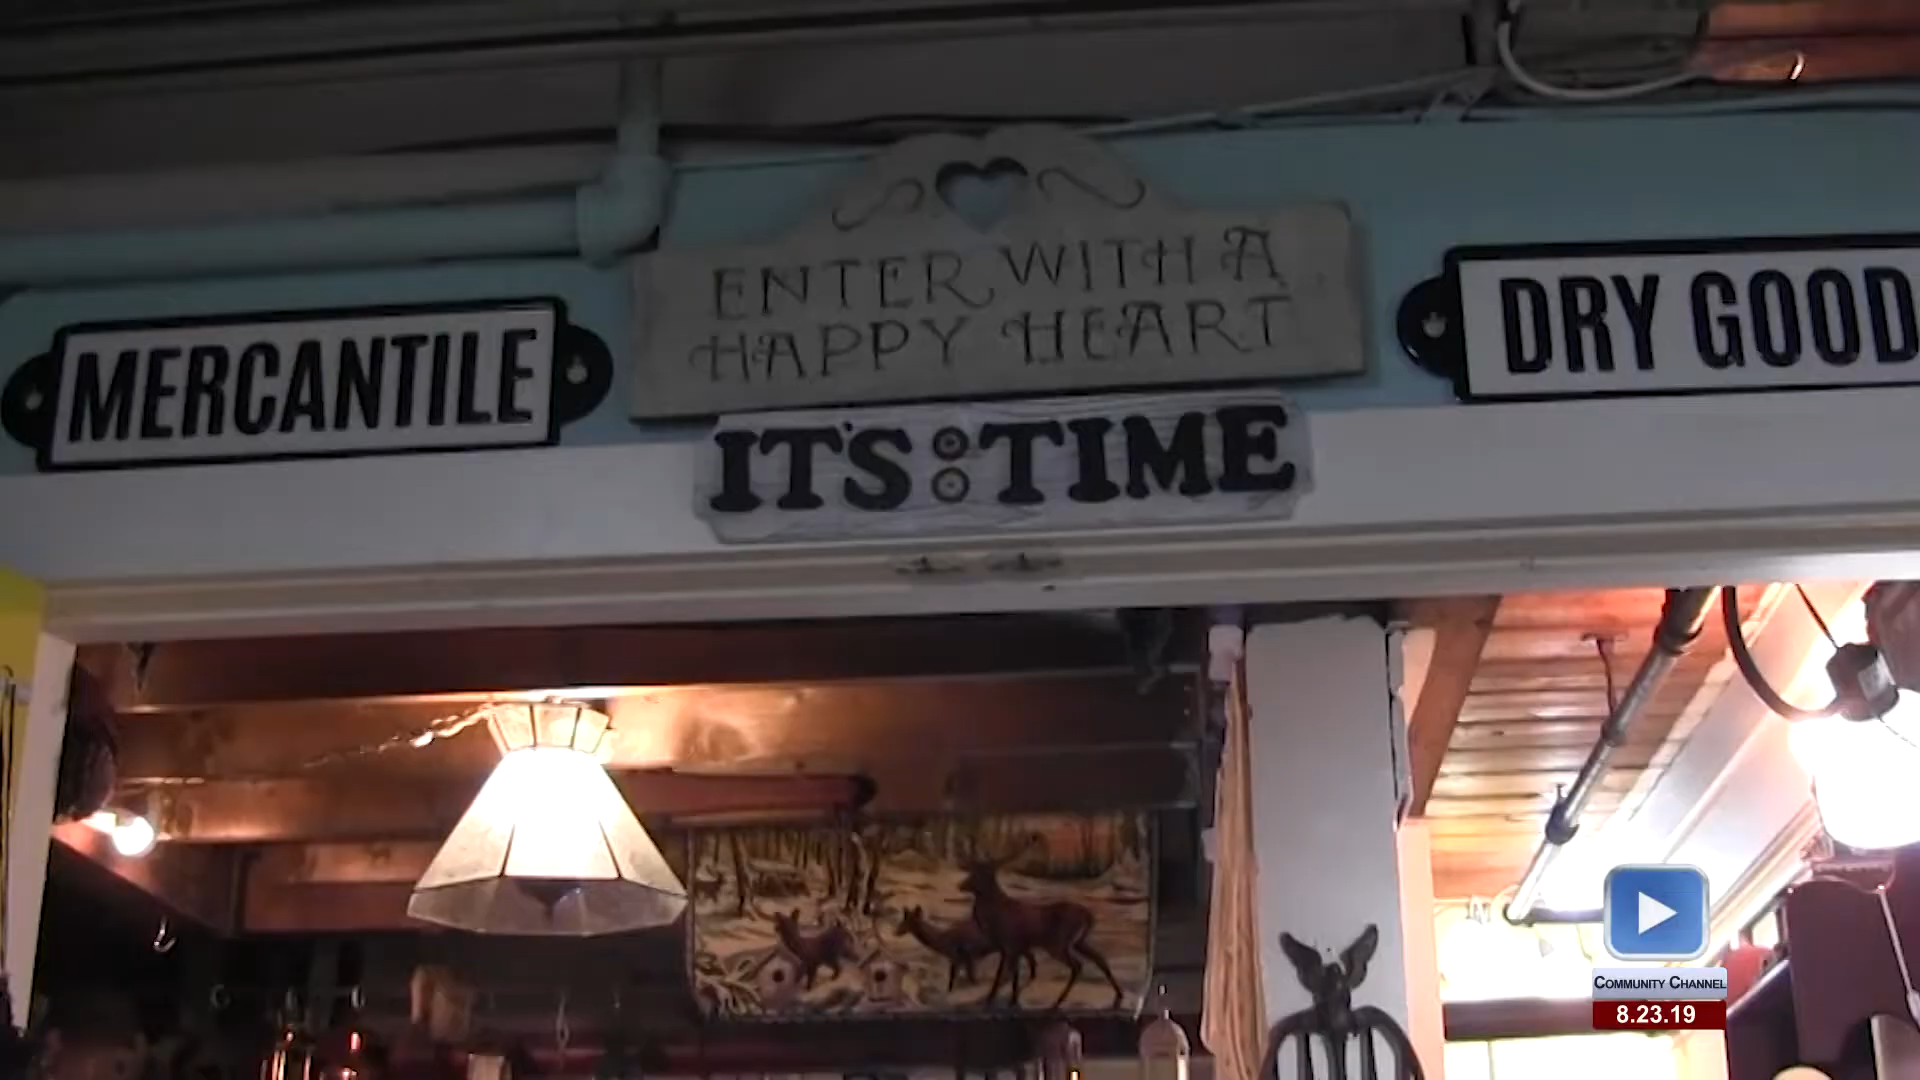 ENTER WITH A
HAPPY HEART
MERCANTILE
DRY GOOD
IT'S TIME
COMMUNITY CHANNEL
8.23.19